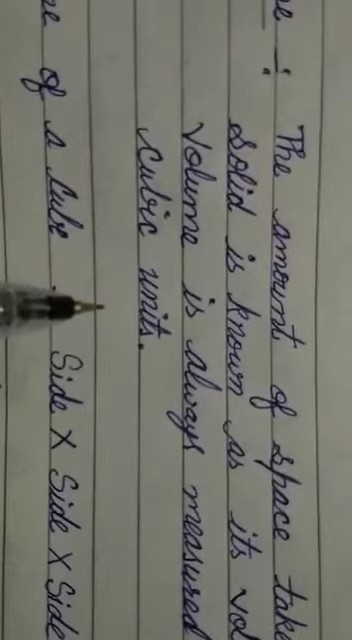 : The amount of space
Solid is known as its
Volume is always measured
cubic units.
of a cube Side X Side X Side